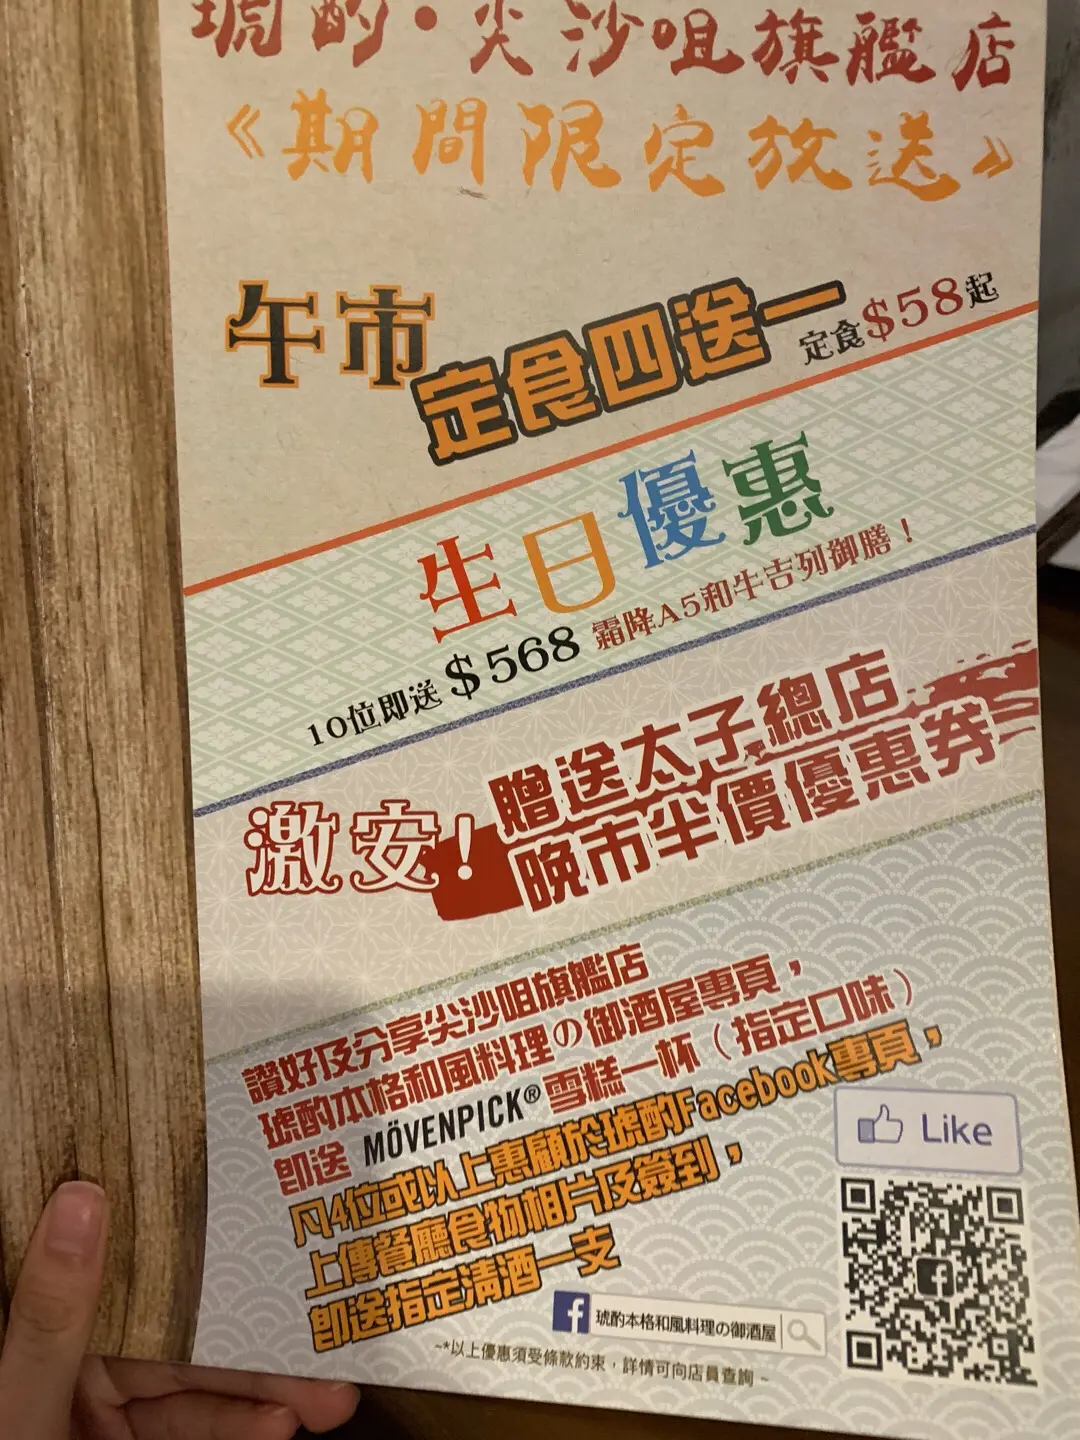 琥酌·尖沙咀旗艦店
《期間限定放送》
午市
定食四送一
定食$58起
生日優惠
10位即送 $568 霜降A5和牛吉列御膳！
激安！
贈送太子總店
晚市半價優惠券
讚好及分享尖沙咀旗艦店
琥酌本格和風料理の御酒屋專頁，
即送 MÖVENPICK® 雪糕一杯（指定口味）
凡4位或以上惠顧於琥酌Facebook專頁，
上傳餐廳食物相片及簽到，
即送指定清酒一支
Like
f 琥酌本格和風料理の御酒屋
~*以上優惠須受條款約束，詳情可向店員查詢~